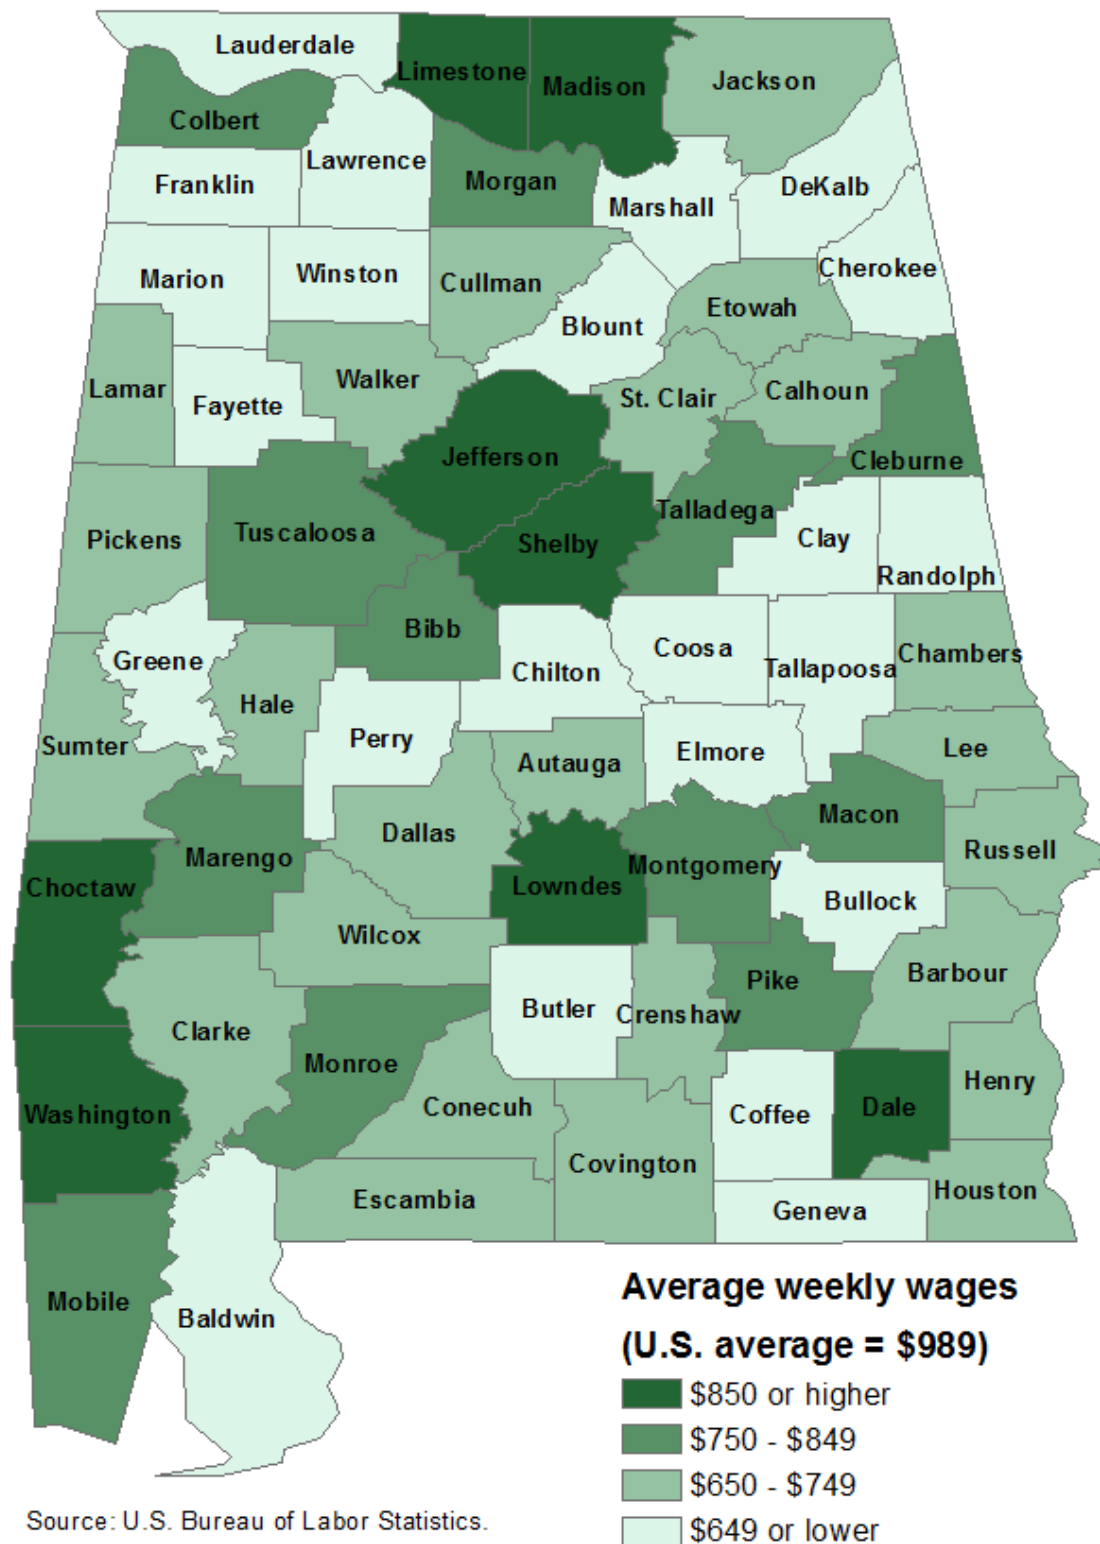 Lauderdale
Limestone
Madison
Jackson
Colbert
Lawrence
Franklin
Morgan
DeKalb
Marshall
Cherokee
Marion
Winston
Cullman
Etowah
Blount
Lamar
Walker
St. Clair
Calhoun
Fayette
Jefferson
Cleburne
Talladega
Pickens
Tuscaloosa
Shelby
Clay
Randolph
Bibb
Greene
Coosa
Chambers
Chilton
Tallapoosa
Hale
Sumter
Perry
Elmore
Lee
Autauga
Dallas
Macon
Marengo
Montgomery
Russell
Choctaw
Lowndes
Bullock
Wilcox
Barbour
Pike
Butler
Crenshaw
Clarke
Monroe
Henry
Conecuh
Dale
Washington
Coffee
Covington
Houston
Escambia
Geneva
Mobile
Baldwin
Average weekly wages
(U.S. average = $989)
$850 or higher
$750 - $849
$650 - $749
$649 or lower
Source: U.S. Bureau of Labor Statistics.